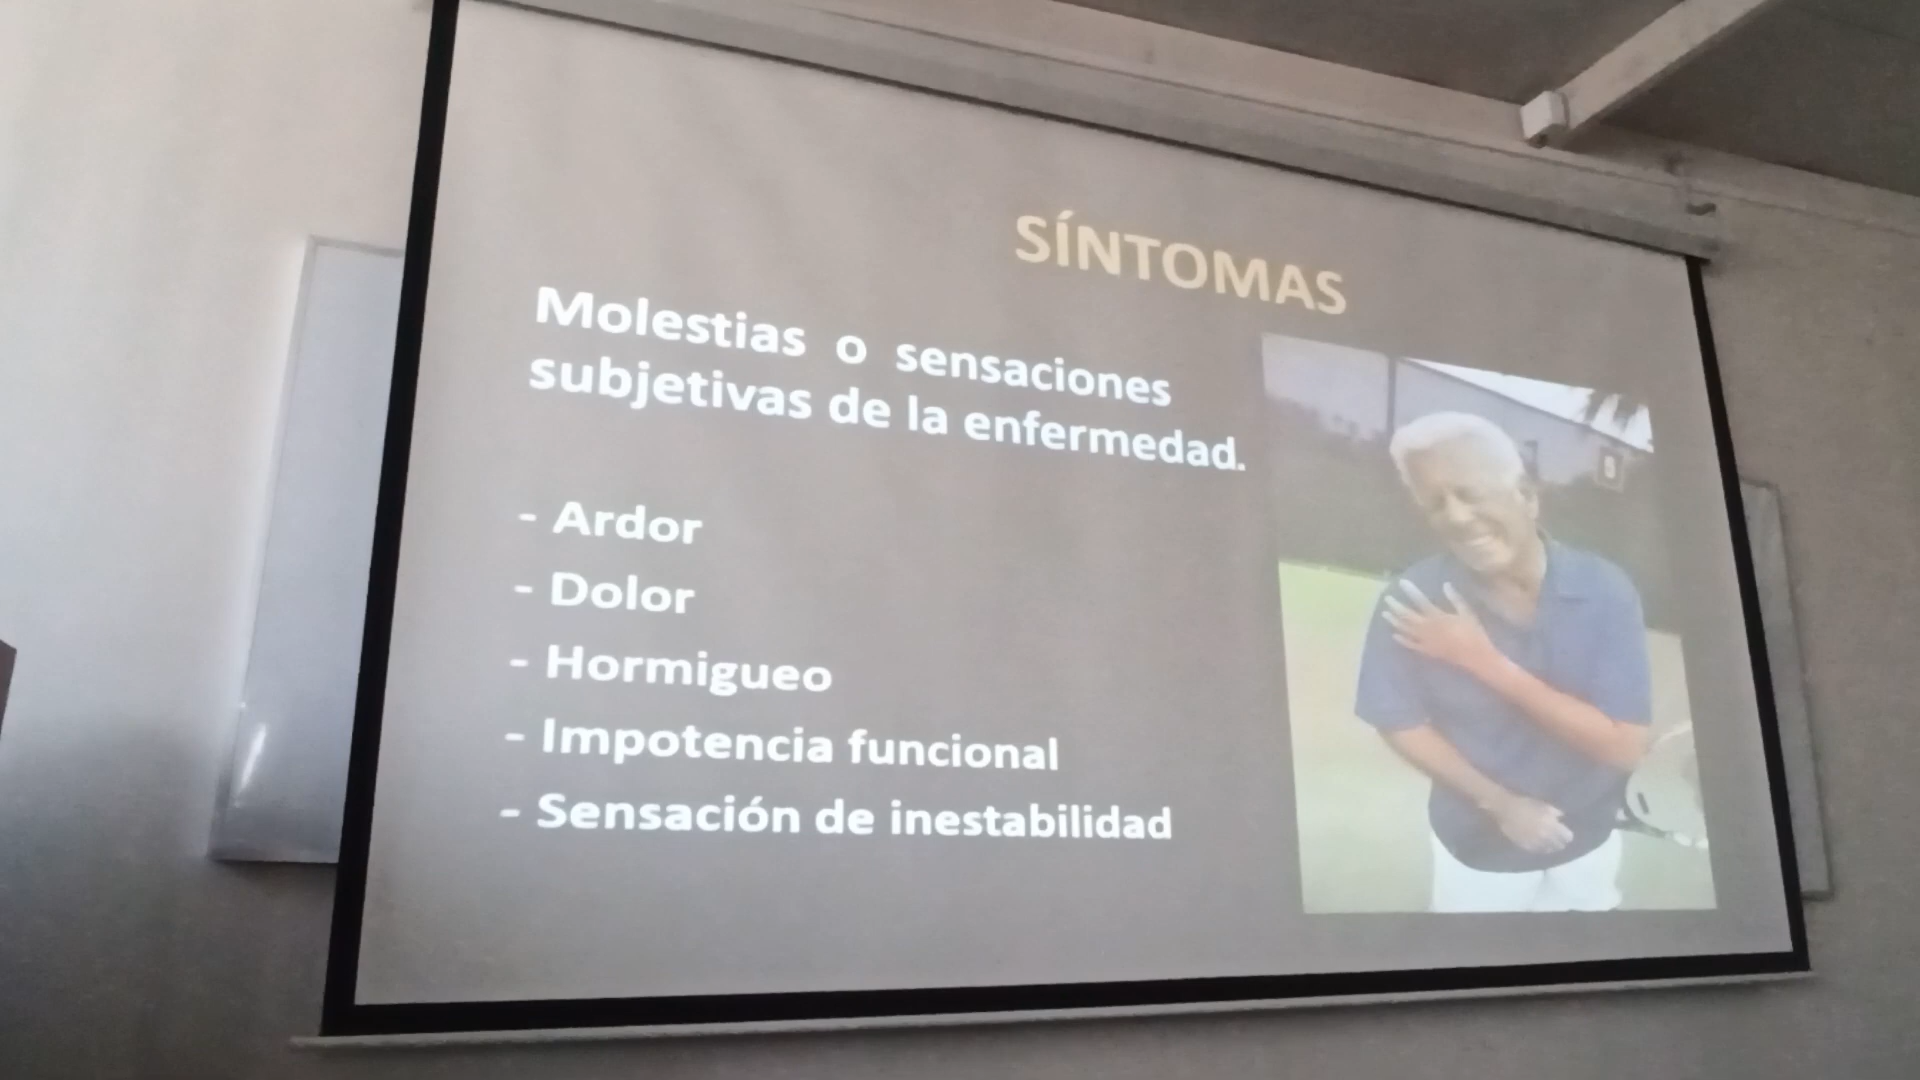 SÍNTOMAS
Molestias o sensaciones
subjetivas de la enfermedad.
- Ardor
- Dolor
- Hormigueo
- Impotencia funcional
- Sensación de inestabilidad